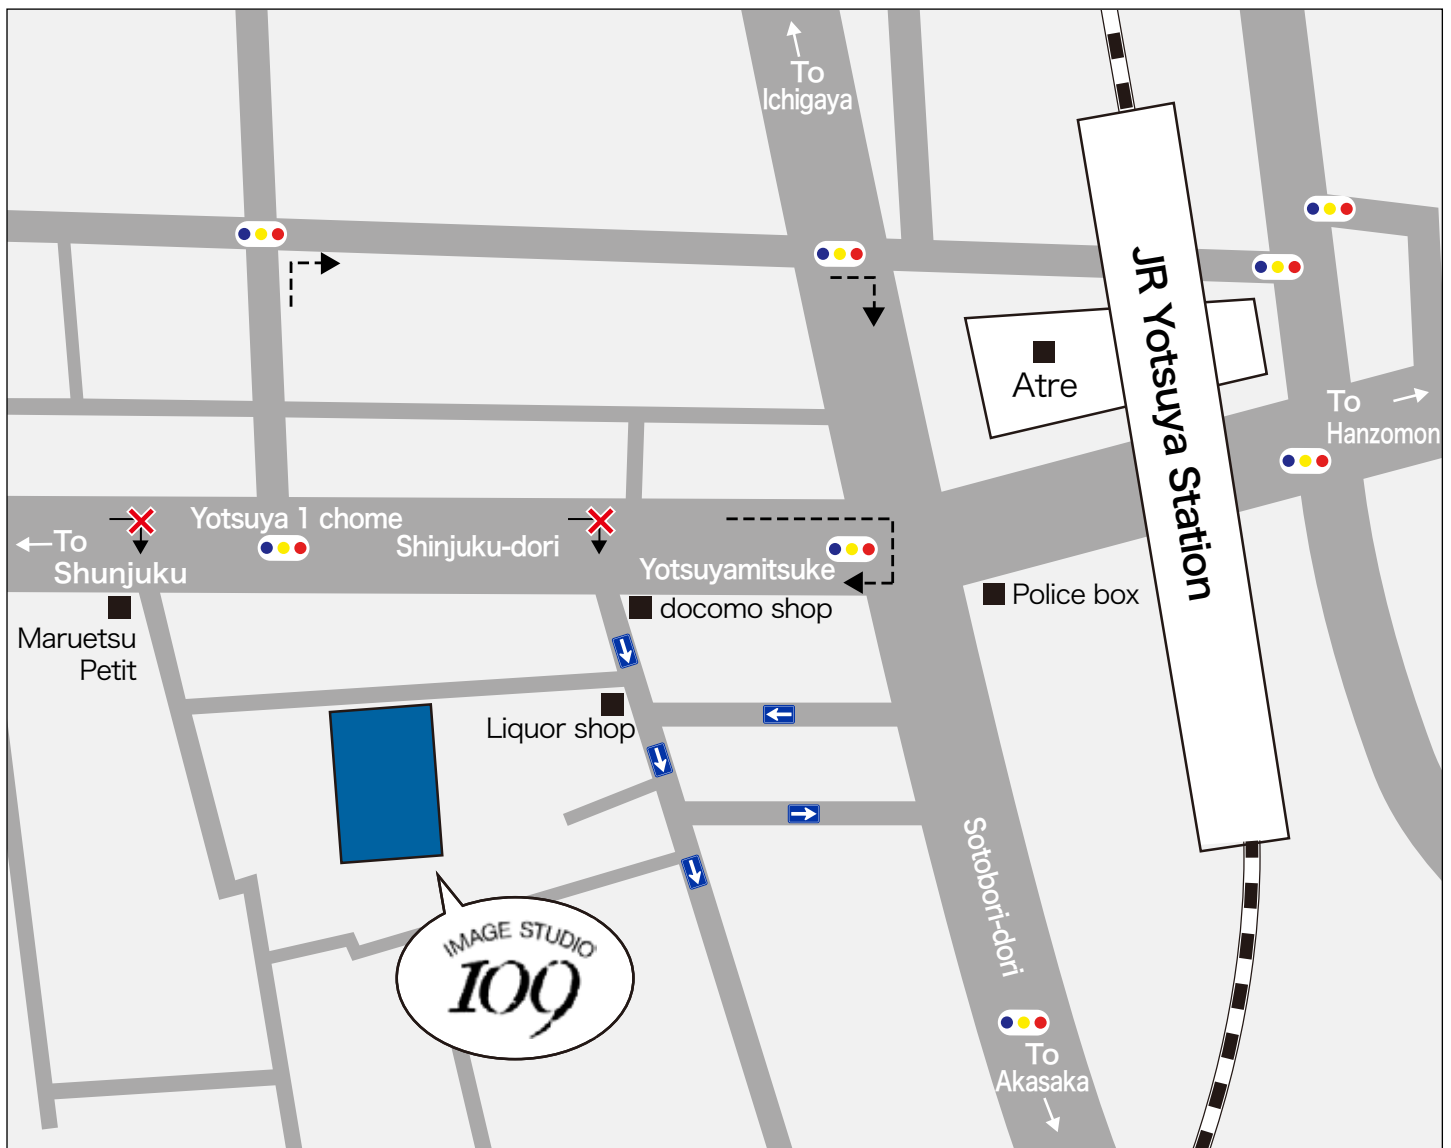 To
Ichigaya
JR Yotsuya Station
Atre
To
Hanzomon
Yotsuya 1 chome
Shinjuku-dori
To
Shunjuku
Yotsuyamitsuke
docomo shop
Police box
Maruetsu
Petit
Liquor shop
Sotobori-dori
IMAGE STUDIO
109
To
Akasaka